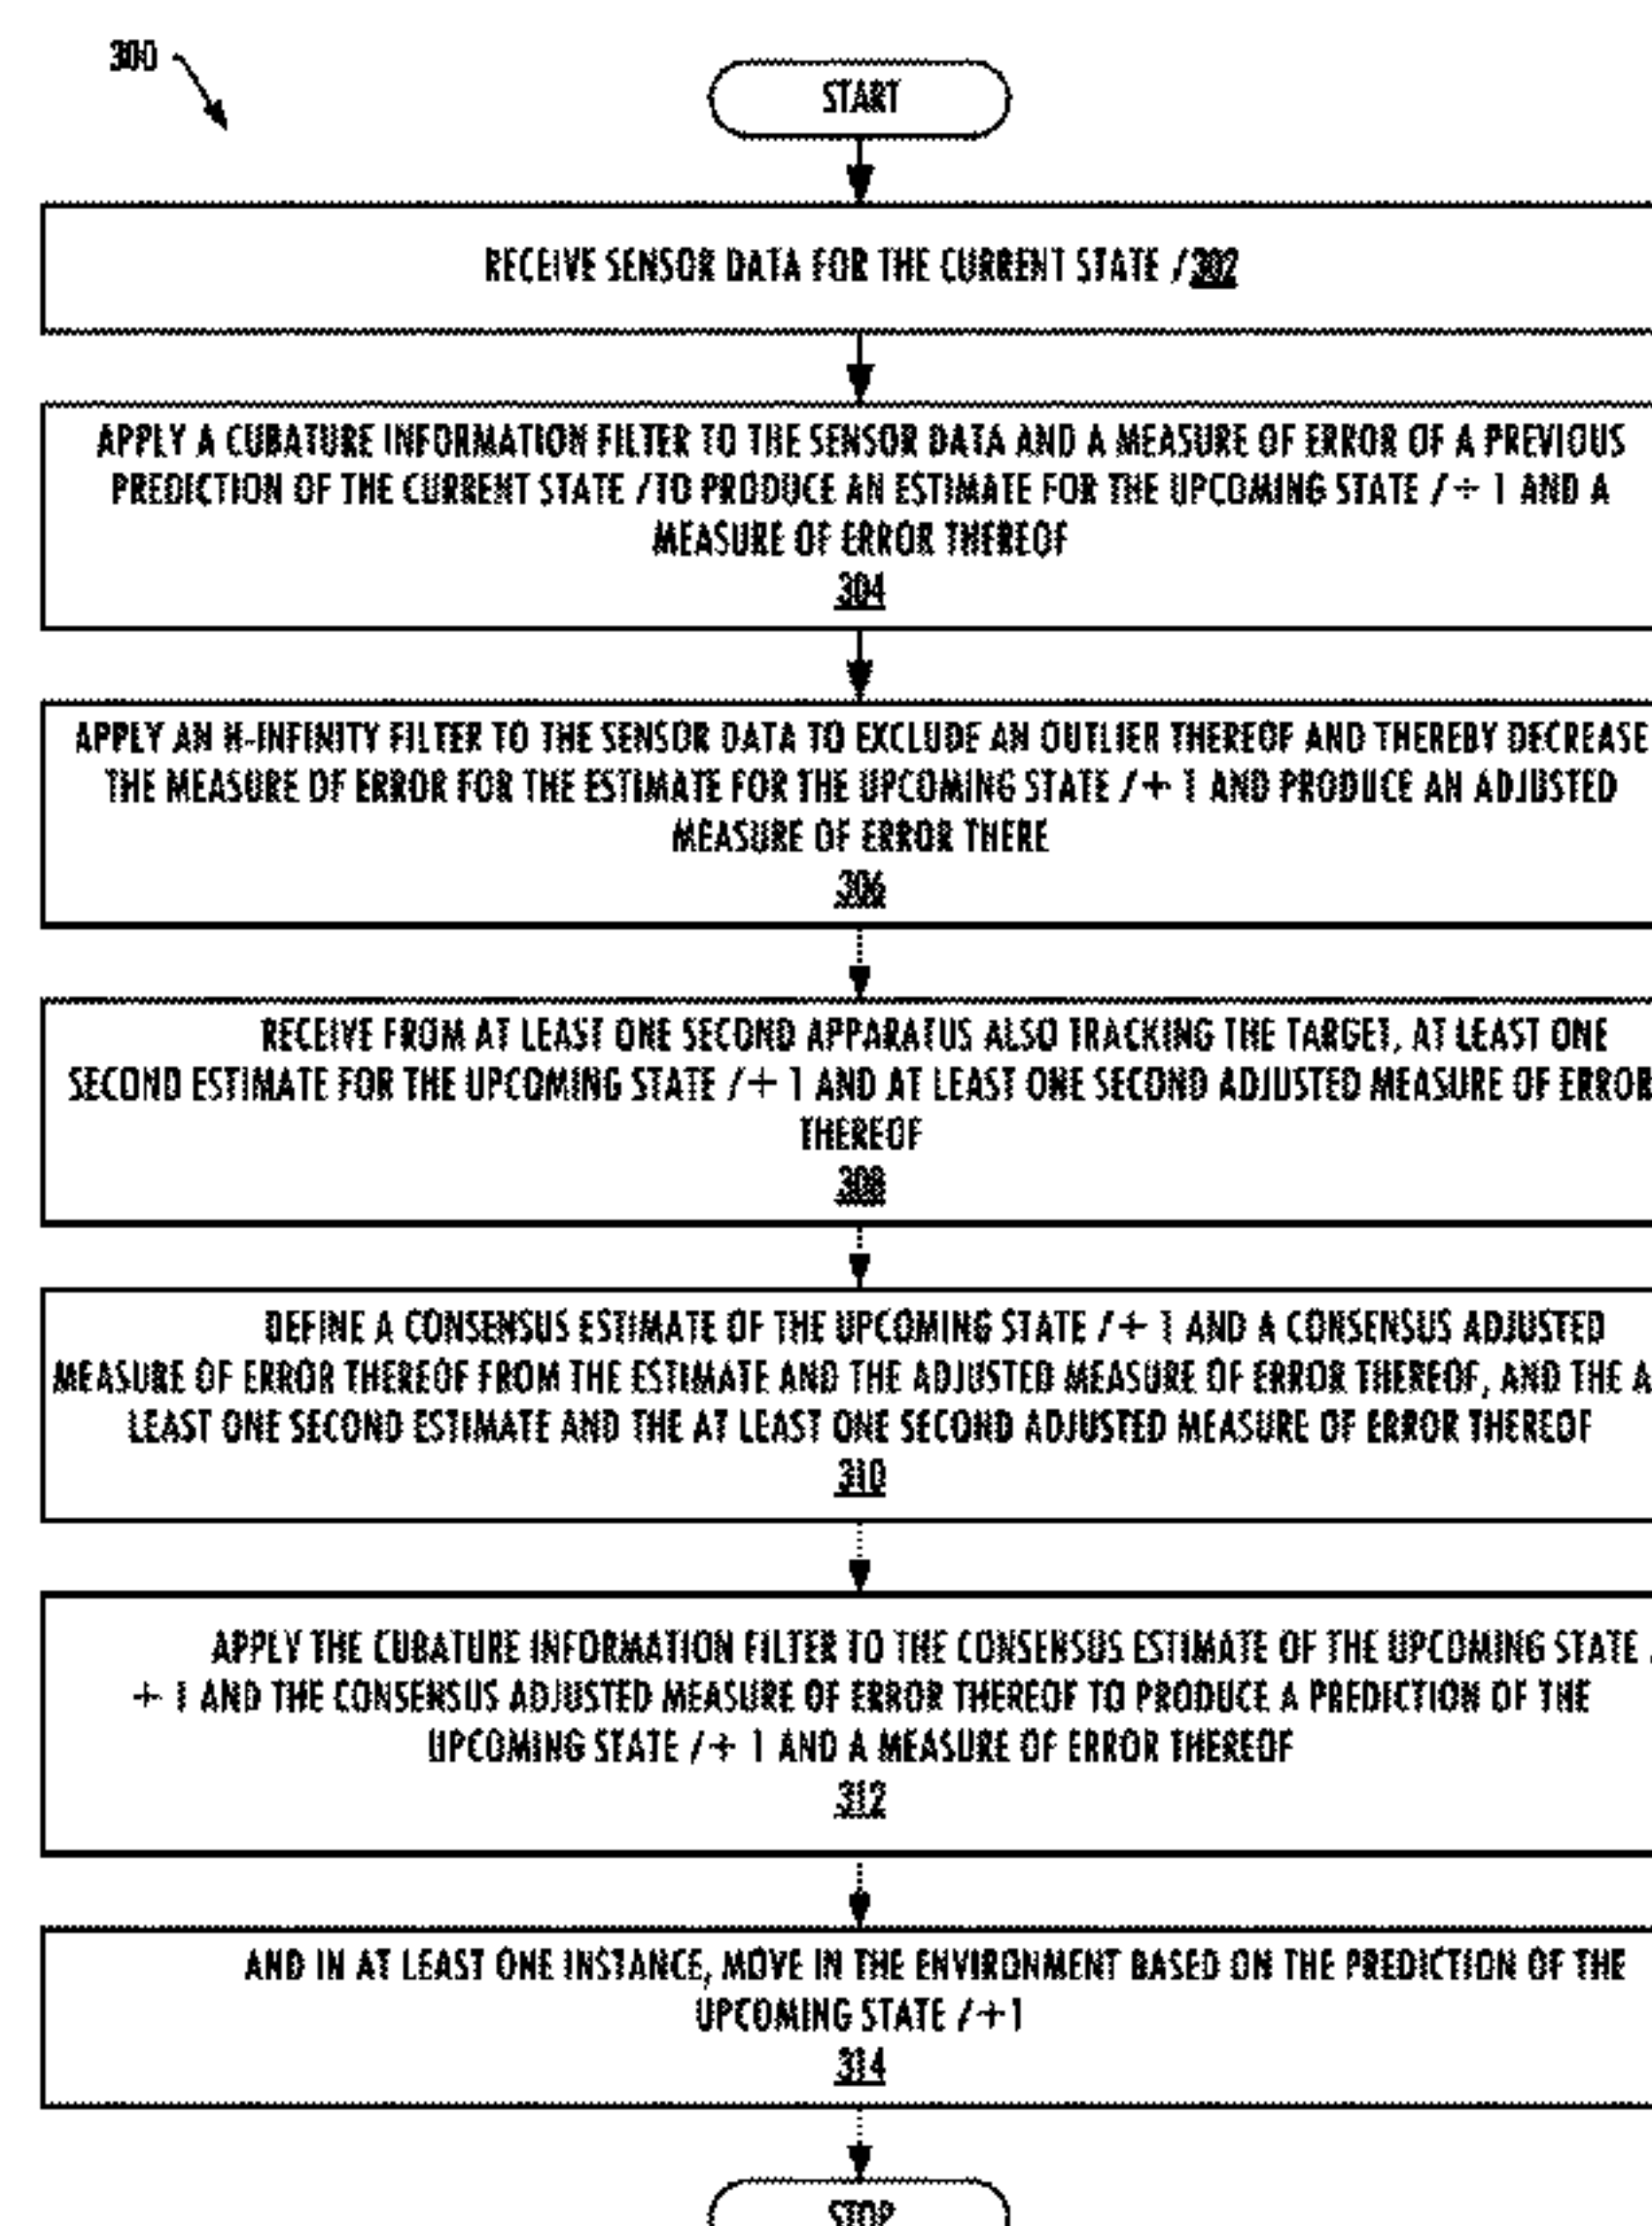 300
START
RECEIVE SENSOR DATA FOR THE CURRENT STATE / 302
APPLY A CUBATURE INFORMATION FILTER TO THE SENSOR DATA AND A MEASURE OF ERROR OF A PREVIOUS
PREDICTION OF THE CURRENT STATE / TO PRODUCE AN ESTIMATE FOR THE UPCOMING STATE / + 1 AND A
MEASURE OF ERROR THEREOF
304
APPLY AN H-INFINITY FILTER TO THE SENSOR DATA TO EXCLUDE AN OUTLIER THEREOF AND THEREBY DECREASE
THE MEASURE OF ERROR FOR THE ESTIMATE FOR THE UPCOMING STATE / + 1 AND PRODUCE AN ADJUSTED
MEASURE OF ERROR THERE
306
RECEIVE FROM AT LEAST ONE SECOND APPARATUS ALSO TRACKING THE TARGET, AT LEAST ONE
SECOND ESTIMATE FOR THE UPCOMING STATE / + 1 AND AT LEAST ONE SECOND ADJUSTED MEASURE OF ERROR
THEREOF
308
DEFINE A CONSENSUS ESTIMATE OF THE UPCOMING STATE / + 1 AND A CONSENSUS ADJUSTED
MEASURE OF ERROR THEREOF FROM THE ESTIMATE AND THE ADJUSTED MEASURE OF ERROR THEREOF, AND THE A
LEAST ONE SECOND ESTIMATE AND THE AT LEAST ONE SECOND ADJUSTED MEASURE OF ERROR THEREOF
310
APPLY THE CUBATURE INFORMATION FILTER TO THE CONSENSUS ESTIMATE OF THE UPCOMING STATE
+ 1 AND THE CONSENSUS ADJUSTED MEASURE OF ERROR THEREOF TO PRODUCE A PREDICTION OF THE
UPCOMING STATE / + 1 AND A MEASURE OF ERROR THEREOF
312
AND IN AT LEAST ONE INSTANCE, MOVE IN THE ENVIRONMENT BASED ON THE PREDICTION OF THE
UPCOMING STATE / +1
314
STOP